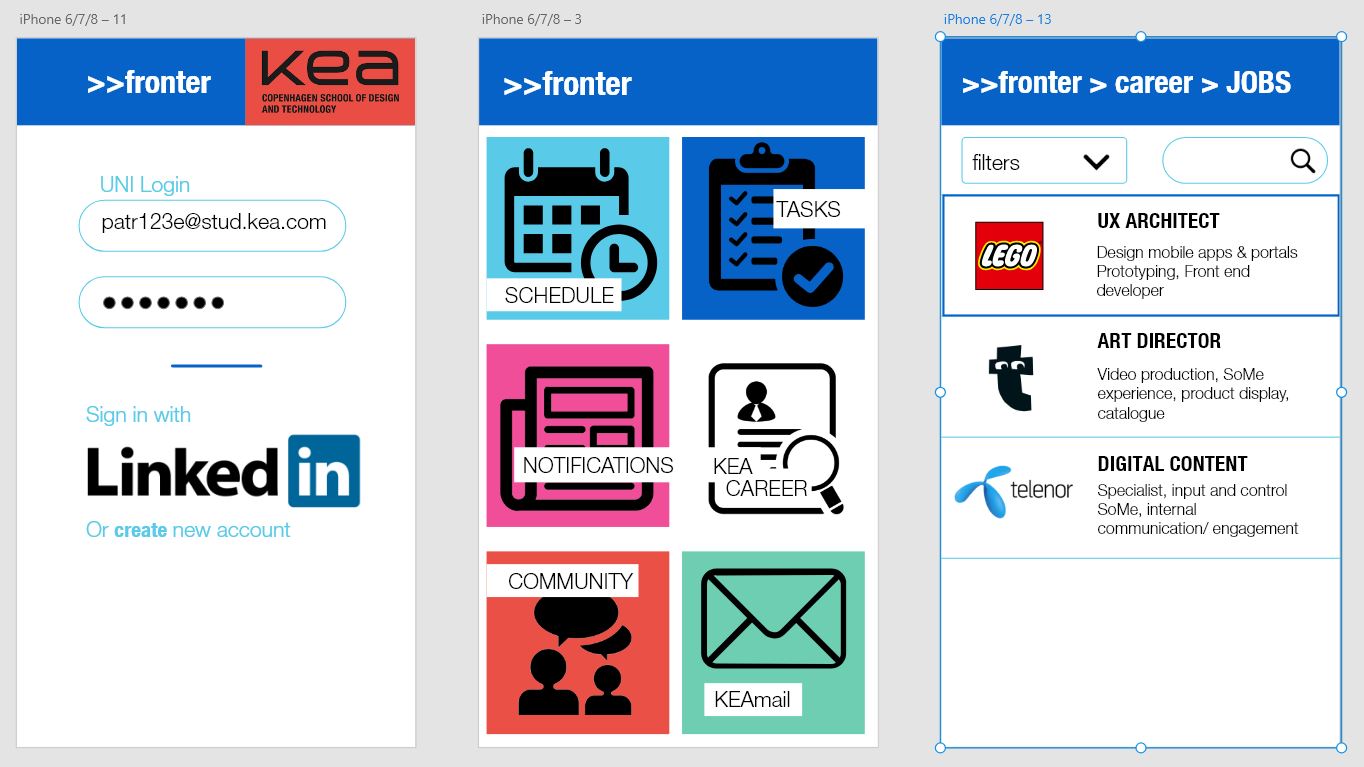 iPhone 6/7/8 – 11
>>fronter
kea
COPENHAGEN SCHOOL OF DESIGN
AND TECHNOLOGY
UNI Login
patr123e@stud.kea.com
Sign in with
Linked in
Or create new account
iPhone 6/7/8 – 3
>>fronter
SCHEDULE
TASKS
NOTIFICATIONS
KEA -
CAREER
COMMUNITY
KEAmail
iPhone 6/7/8 – 13
>>fronter > career > JOBS
filters
LEGO
UX ARCHITECT
Design mobile apps & portals
Prototyping, Front end
developer
ART DIRECTOR
Video production, SoMe
experience, product display,
catalogue
telenor
DIGITAL CONTENT
Specialist, input and control
SoMe, internal
communication/ engagement